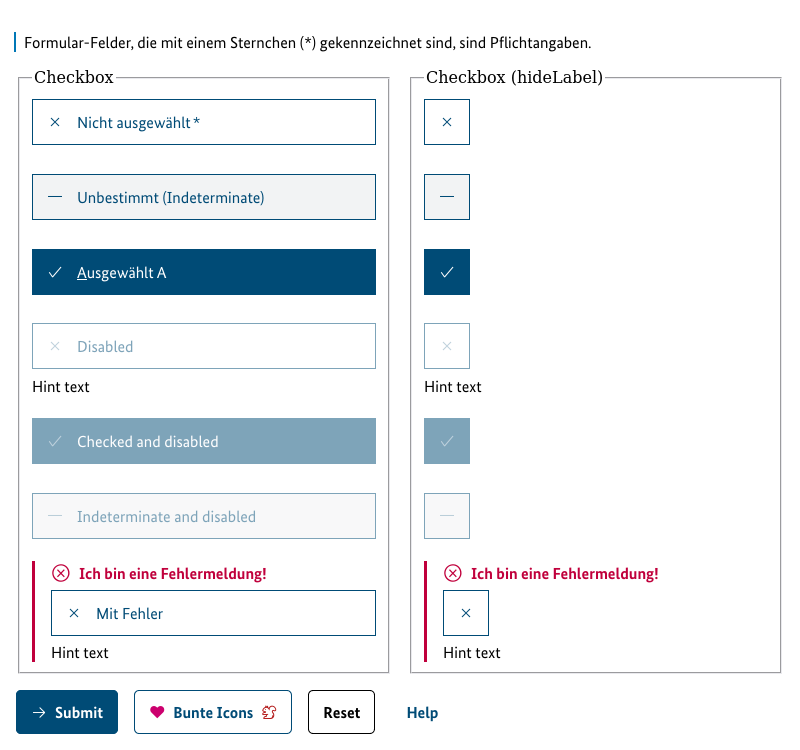 Formular-Felder, die mit einem Sternchen (*) gekennzeichnet sind, sind Pflichtangaben.
Checkbox
Nicht ausgewählt *
Unbestimmt (Indeterminate)
Ausgewählt A
Disabled
Hint text
Checked and disabled
Indeterminate and disabled
Ich bin eine Fehlermeldung!
Mit Fehler
Hint text
Checkbox (hideLabel)
Hint text
Ich bin eine Fehlermeldung!
Hint text
Submit
Bunte Icons
Reset
Help